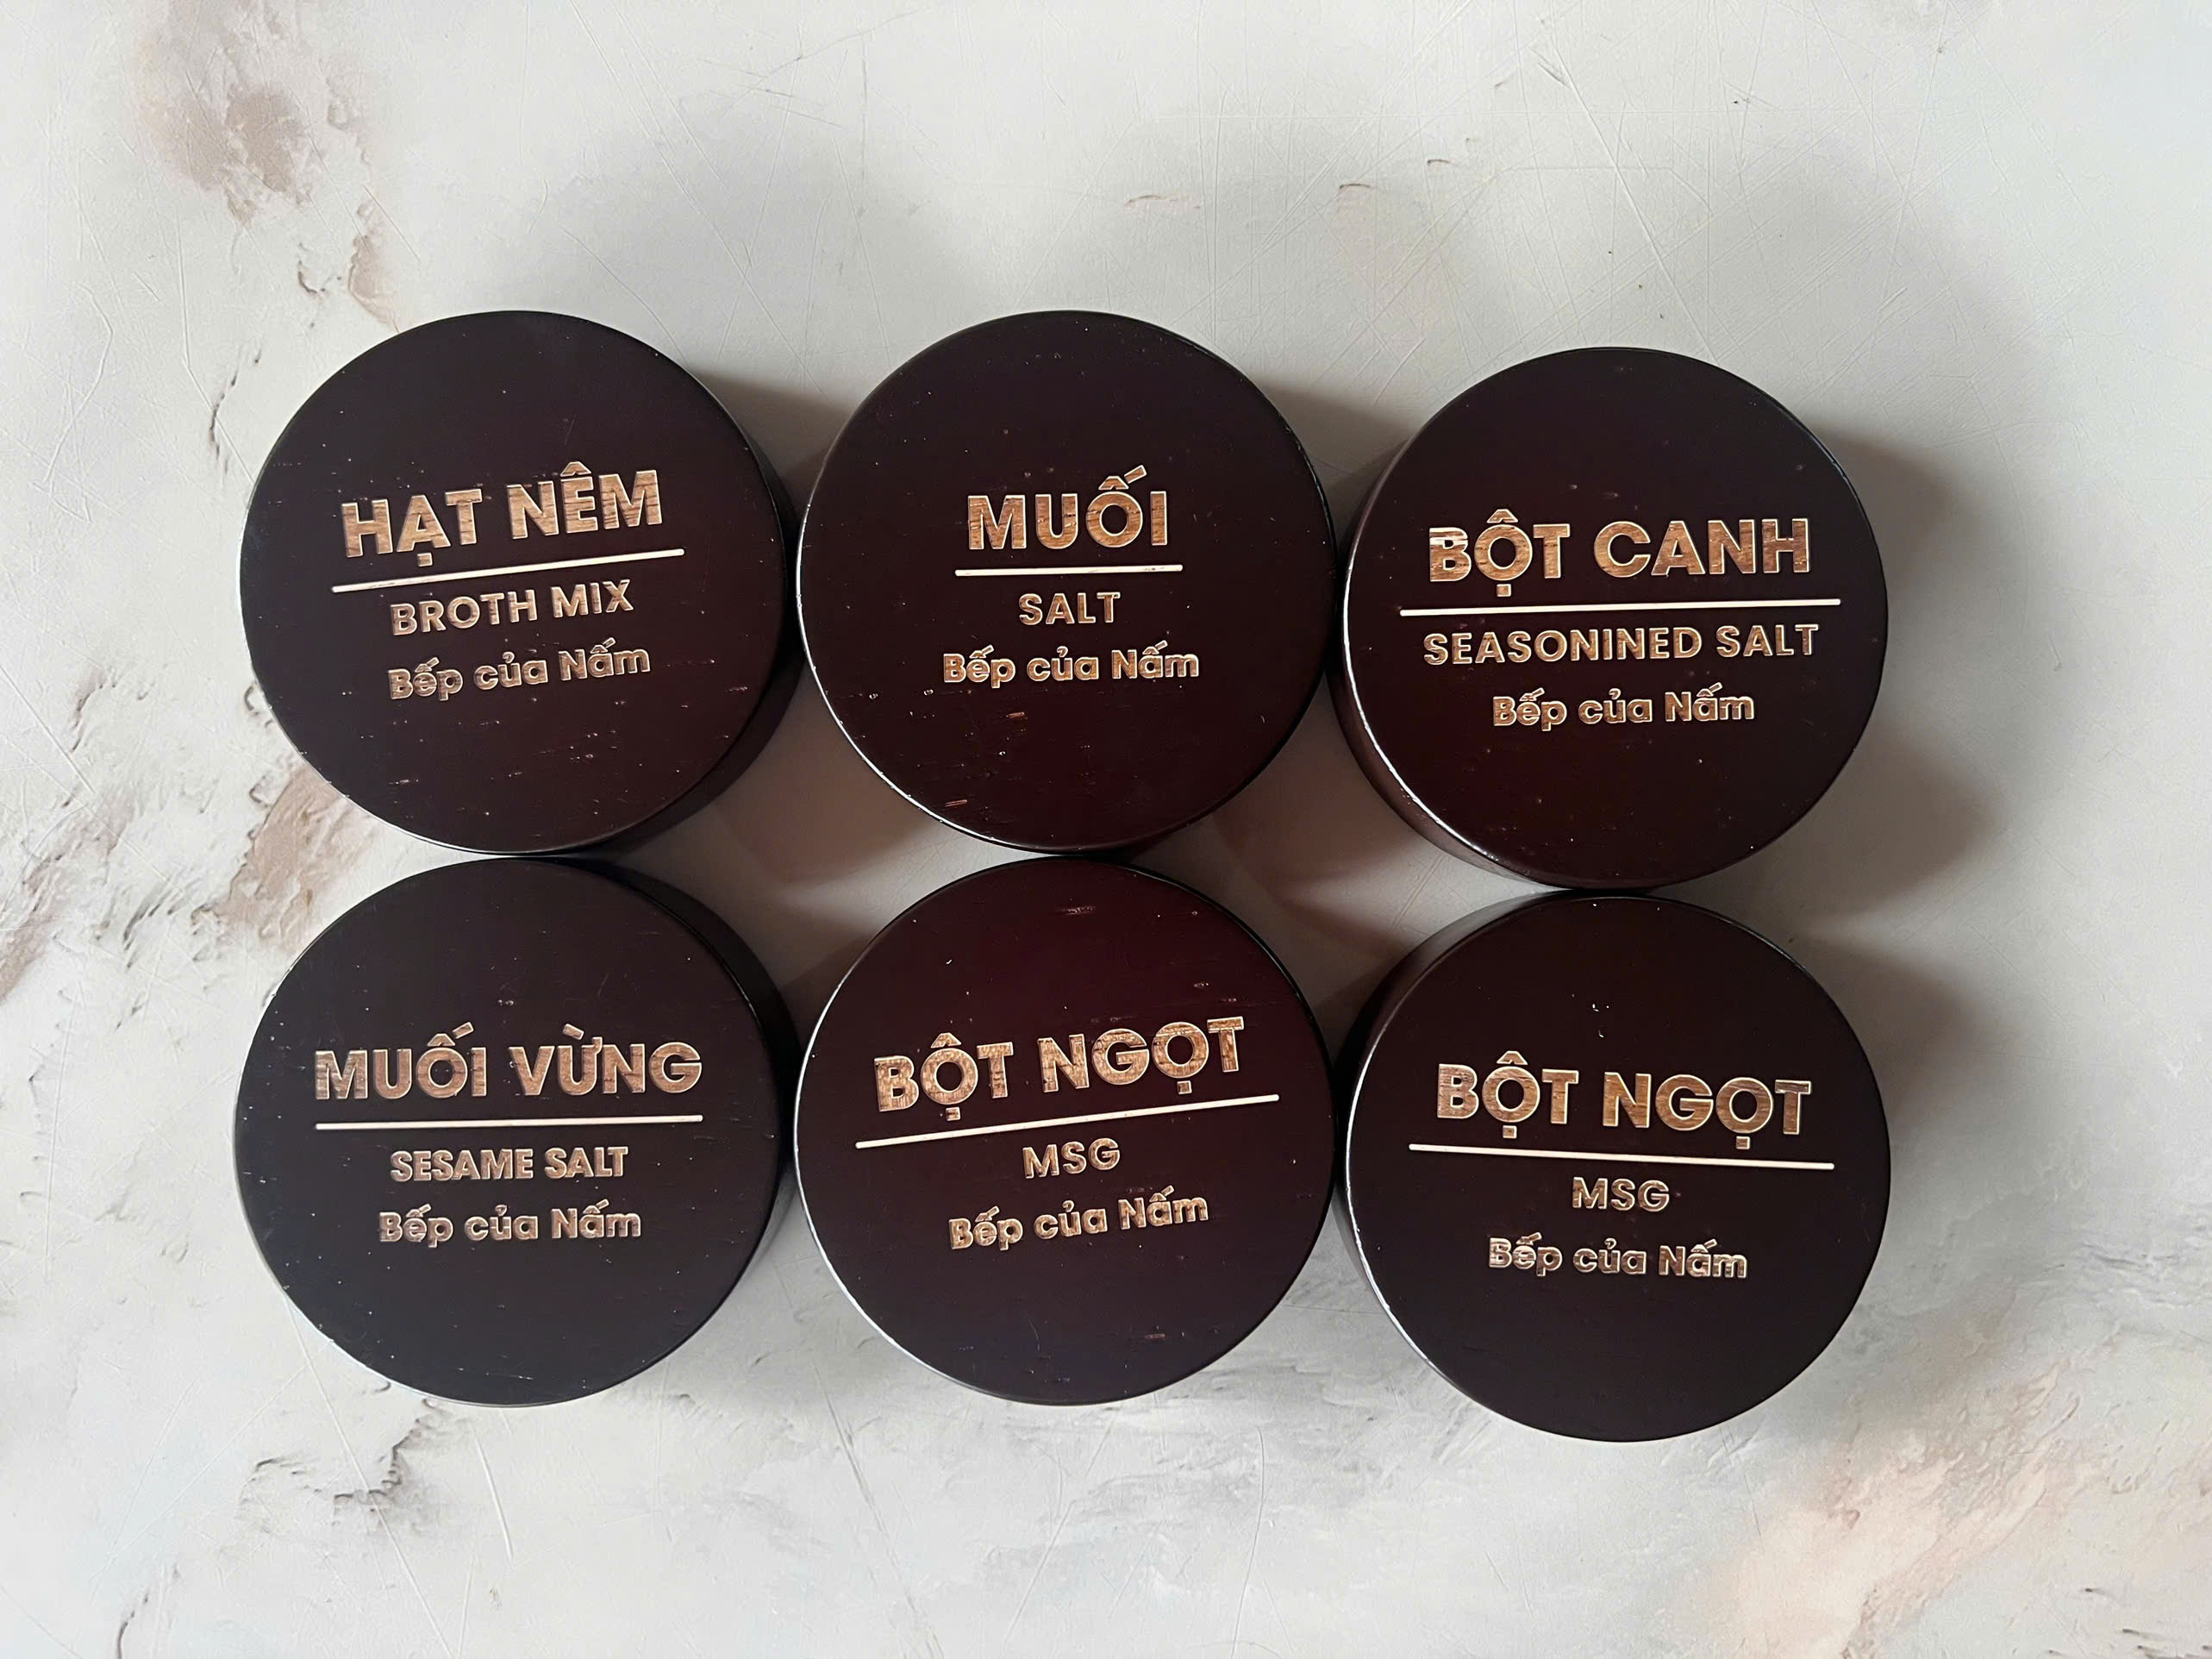 HẠT NÊM
BROTH MIX
Bếp của Nấm
MUỐI
SALT
Bếp của Nấm
BỘT CANH
SEASONINED SALT
Bếp của Nấm
MUỐI VỪNG
SESAME SALT
Bếp của Nấm
BỘT NGỌT
MSG
Bếp của Nấm
BỘT NGỌT
MSG
Bếp của Nấm